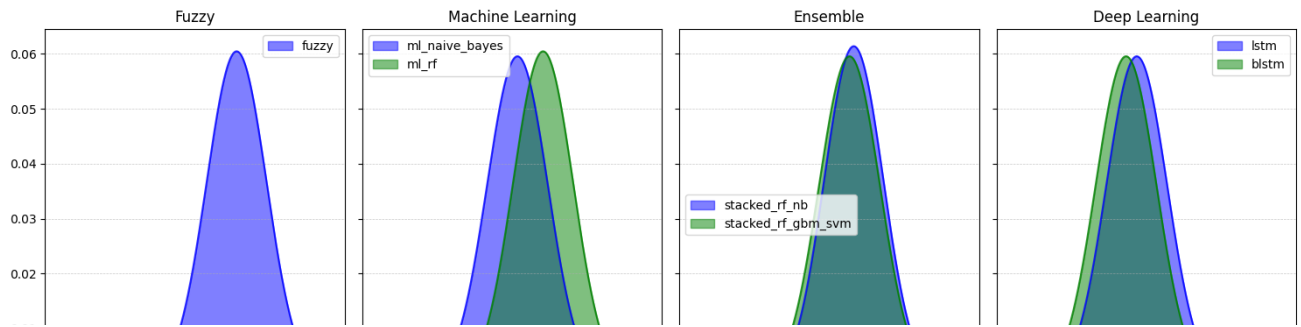 Fuzzy
Machine Learning
Ensemble
Deep Learning
fuzzy
ml_naive_bayes
ml_rf
stacked_rf_nb
stacked_rf_gbm_svm
lstm
blstm
0.06
0.05
0.04
0.03
0.02